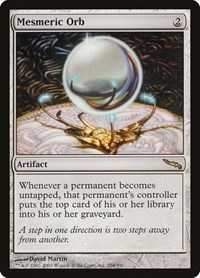 Mesmeric Orb 2
Artifact
Whenever a permanent becomes
untapped, that permanent's controller
puts the top card of his or her library
into his or her graveyard.
A step in one direction is two steps away
from another.
David Martin